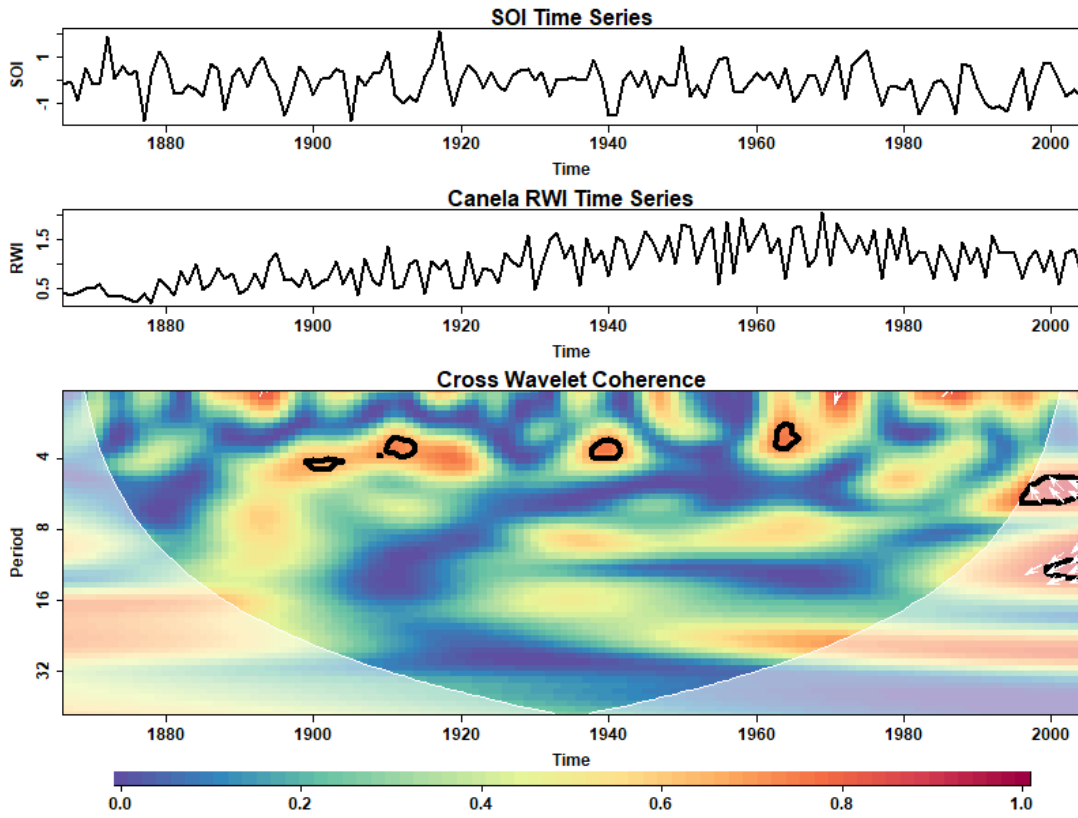 SOI Time Series
SOI
1
-1
1880 1900 1920 1940 1960 1980 2000
Time
Canela RWI Time Series
RWI
1.5
0.5
1880 1900 1920 1940 1960 1980 2000
Time
Cross Wavelet Coherence
Period
4
8
16
32
1880 1900 1920 1940 1960 1980 2000
Time
0.0 0.2 0.4 0.6 0.8 1.0